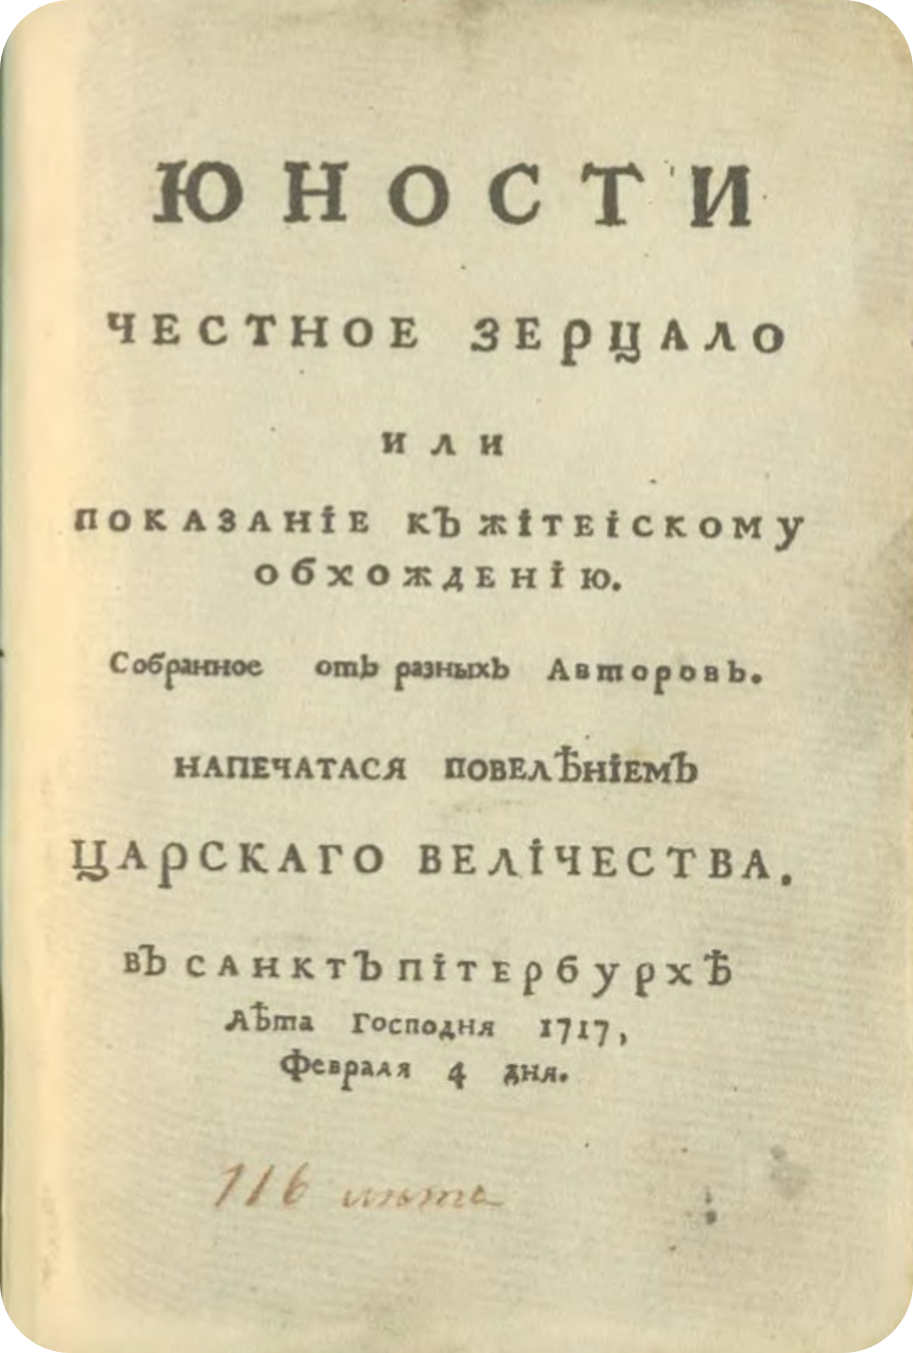 ЮНОСТИ
ЧЕСТНОЕ ЗЕРЦАЛО
ИЛИ
ПОКАЗАНІЕ КЪ ЖІТЕІСКОМУ
ОБХОЖДЕНІЮ.
Собранное отъ разныхъ Авторовъ.
НАПЕЧАТАСЯ ПОВЕЛѢНІЕМЪ
ЦАРСКАГО ВЕЛІЧЕСТВА.
ВЪ САНКТЪПІТЕРБУРХѢ
Лѣта Господня 1717,
Февраля 4 дня.
116 листа